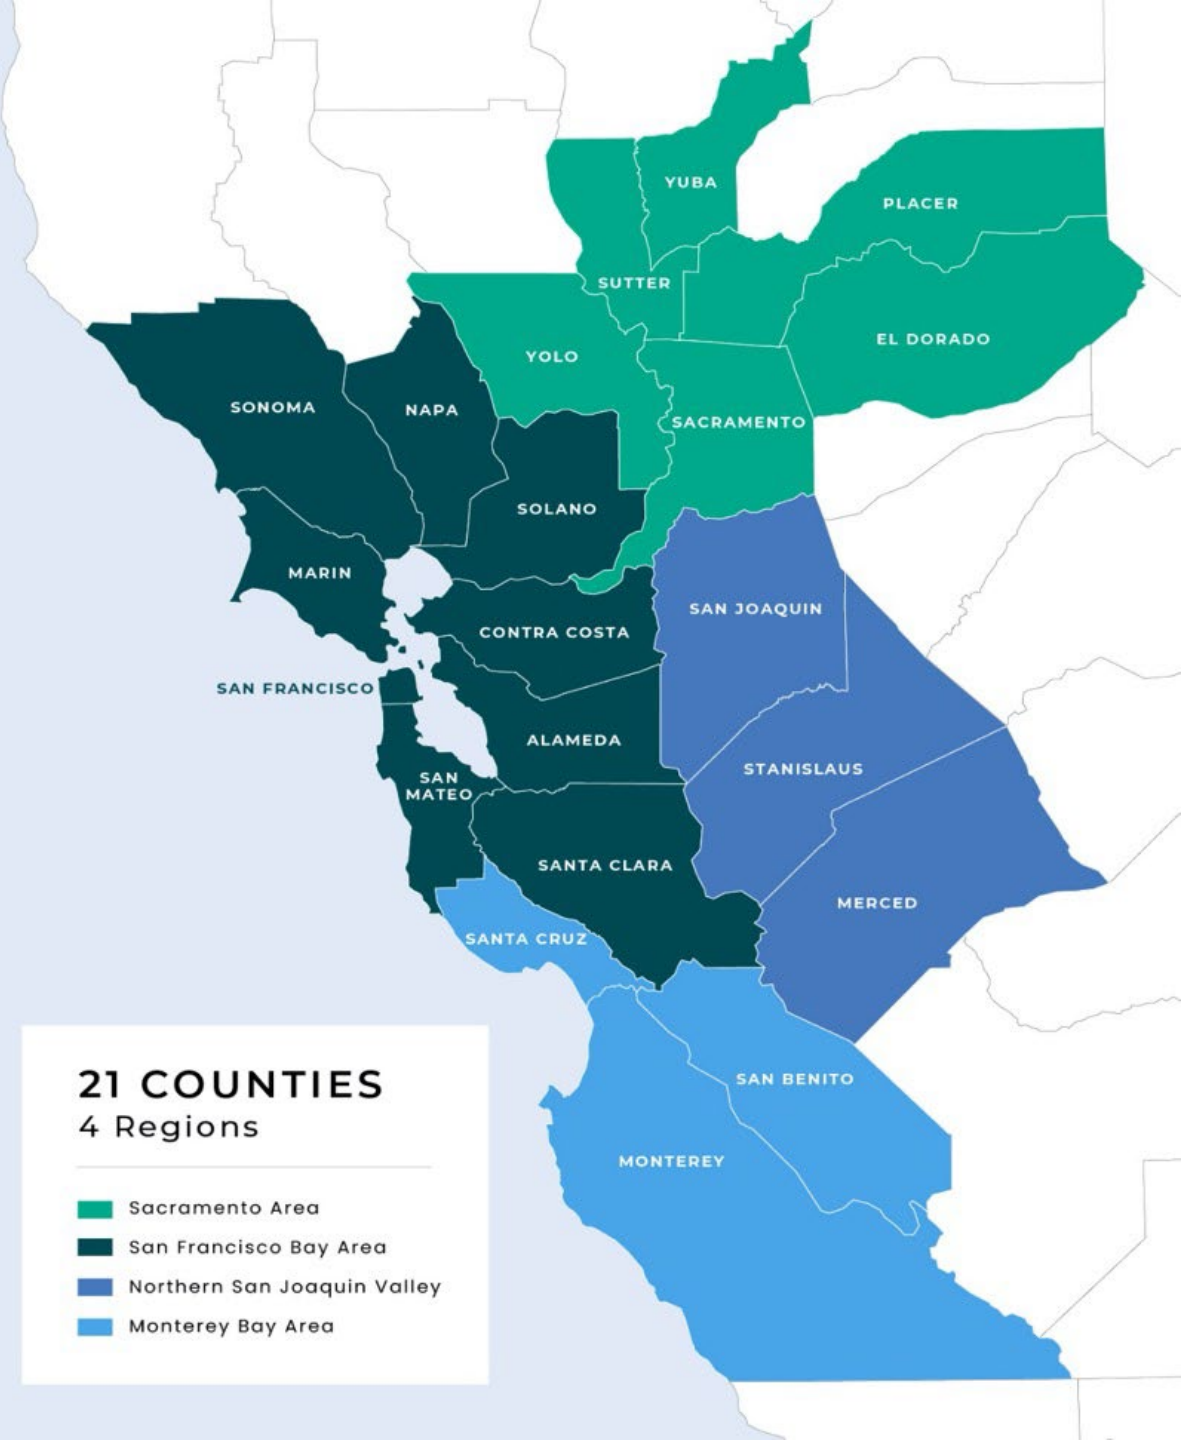 YUBA
PLACER
SUTTER
EL DORADO
YOLO
SONOMA
NAPA
SACRAMENTO
SOLANO
MARIN
SAN JOAQUIN
CONTRA COSTA
SAN FRANCISCO
ALAMEDA
STANISLAUS
SAN
MATEO
SANTA CLARA
MERCED
SANTA CRUZ
SAN BENITO
MONTEREY
21 COUNTIES
4 Regions
Sacramento Area
San Francisco Bay Area
Northern San Joaquin Valley
Monterey Bay Area